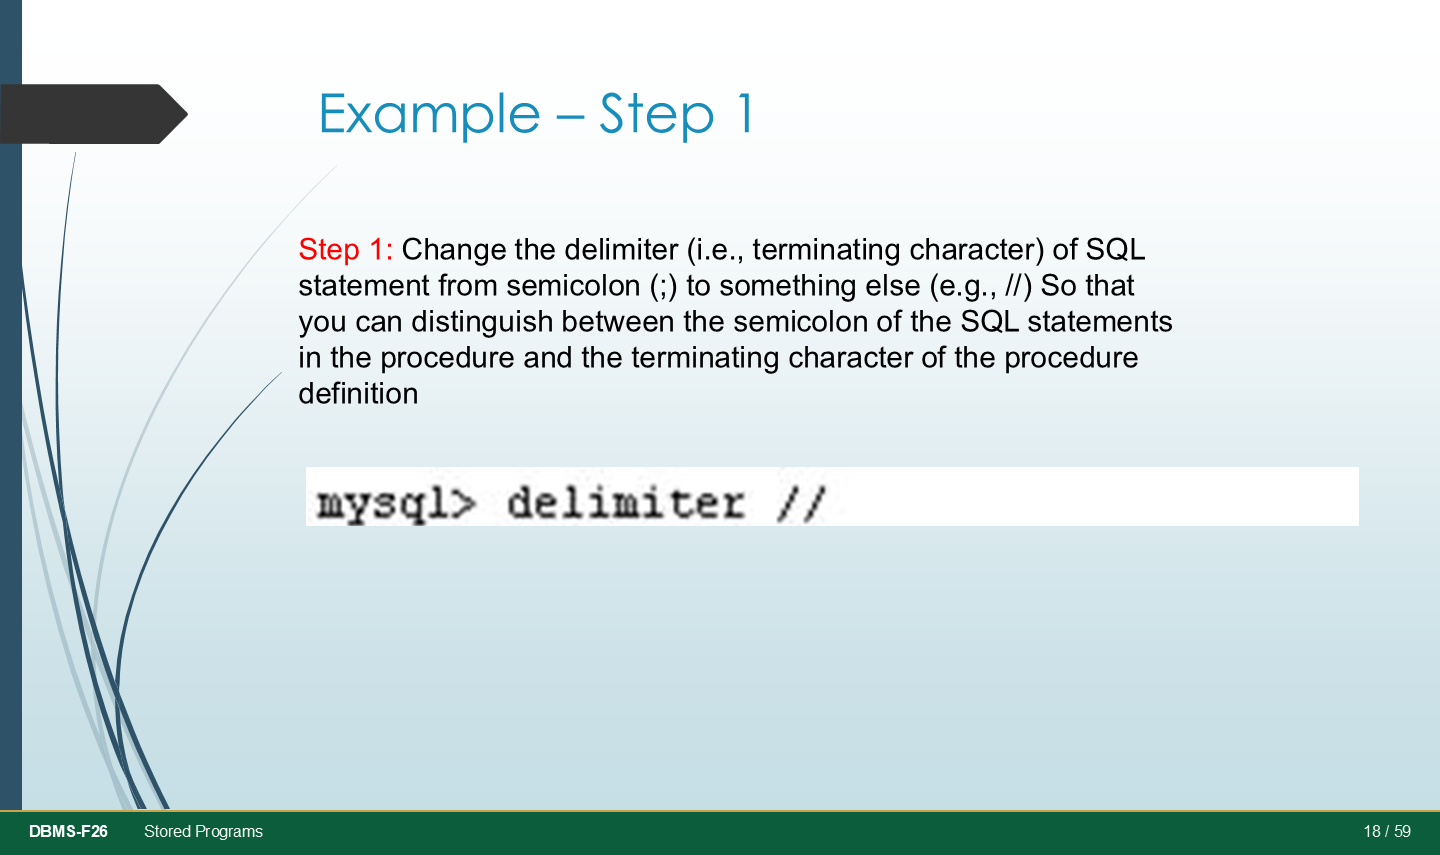 Example – Step 1
Step 1: Change the delimiter (i.e., terminating character) of SQL
statement from semicolon (;) to something else (e.g., //) So that
you can distinguish between the semicolon of the SQL statements
in the procedure and the terminating character of the procedure
definition
mysql> delimiter //
DBMS-F26 Stored Programs 18 / 59